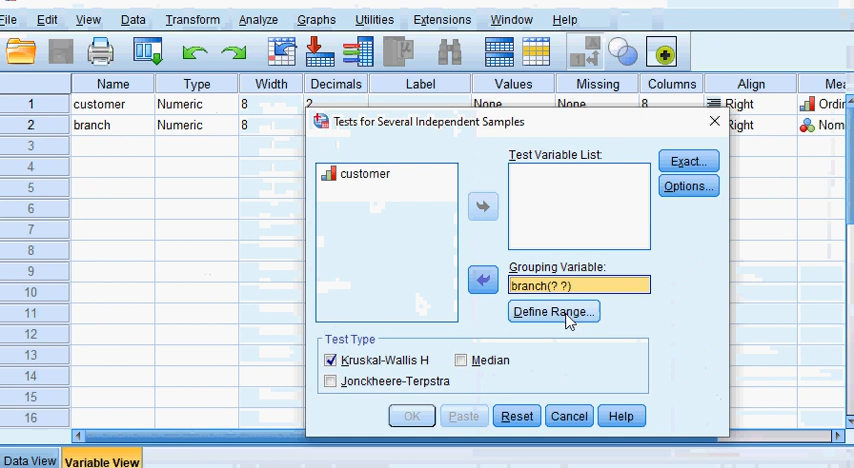 File Edit View Data Transform Analyze Graphs Utilities Extensions Window Help
Name Type Width Decimals Label Values Missing Columns Align Mea
1 customer Numeric 8 2 None None 8 Right Ordin
2 branch Numeric 8 Right Nom
Tests for Several Independent Samples
3
4
5
6
7
8
9
10
11
12
13
14
15
16
customer
Test Variable List:
Exact...
Options...
Grouping Variable:
branch(? ?)
Define Range...
Test Type
Kruskal-Wallis H Median
Jonckheere-Terpstra
OK Paste Reset Cancel Help
Data View Variable View